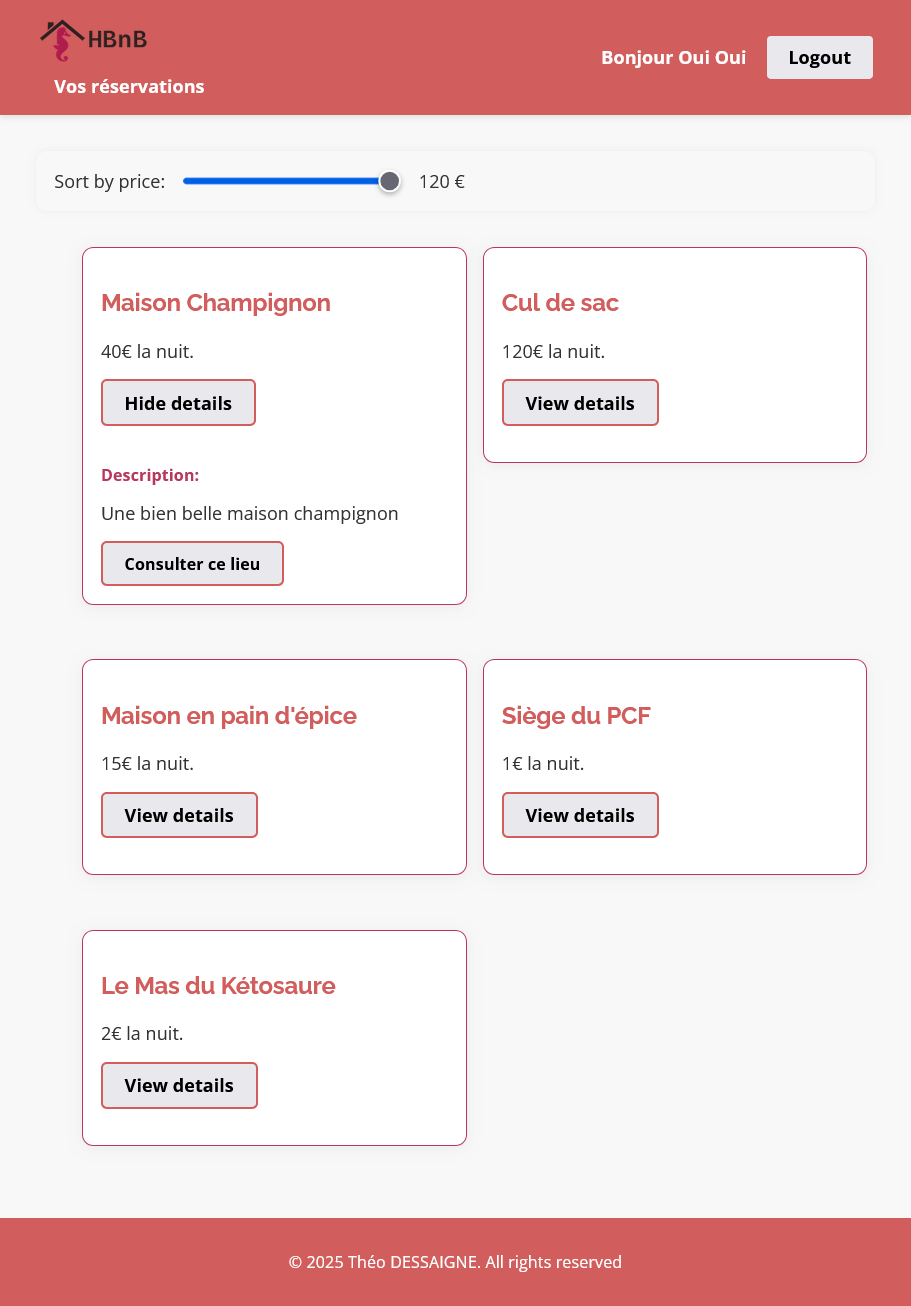 HBnB
Bonjour Oui Oui
Logout
Vos réservations
Sort by price:
120 €
Maison Champignon
40€ la nuit.
Hide details
Description:
Une bien belle maison champignon
Consulter ce lieu
Cul de sac
120€ la nuit.
View details
Maison en pain d'épice
15€ la nuit.
View details
Siège du PCF
1€ la nuit.
View details
Le Mas du Kétosaure
2€ la nuit.
View details
© 2025 Théo DESSAIGNE. All rights reserved